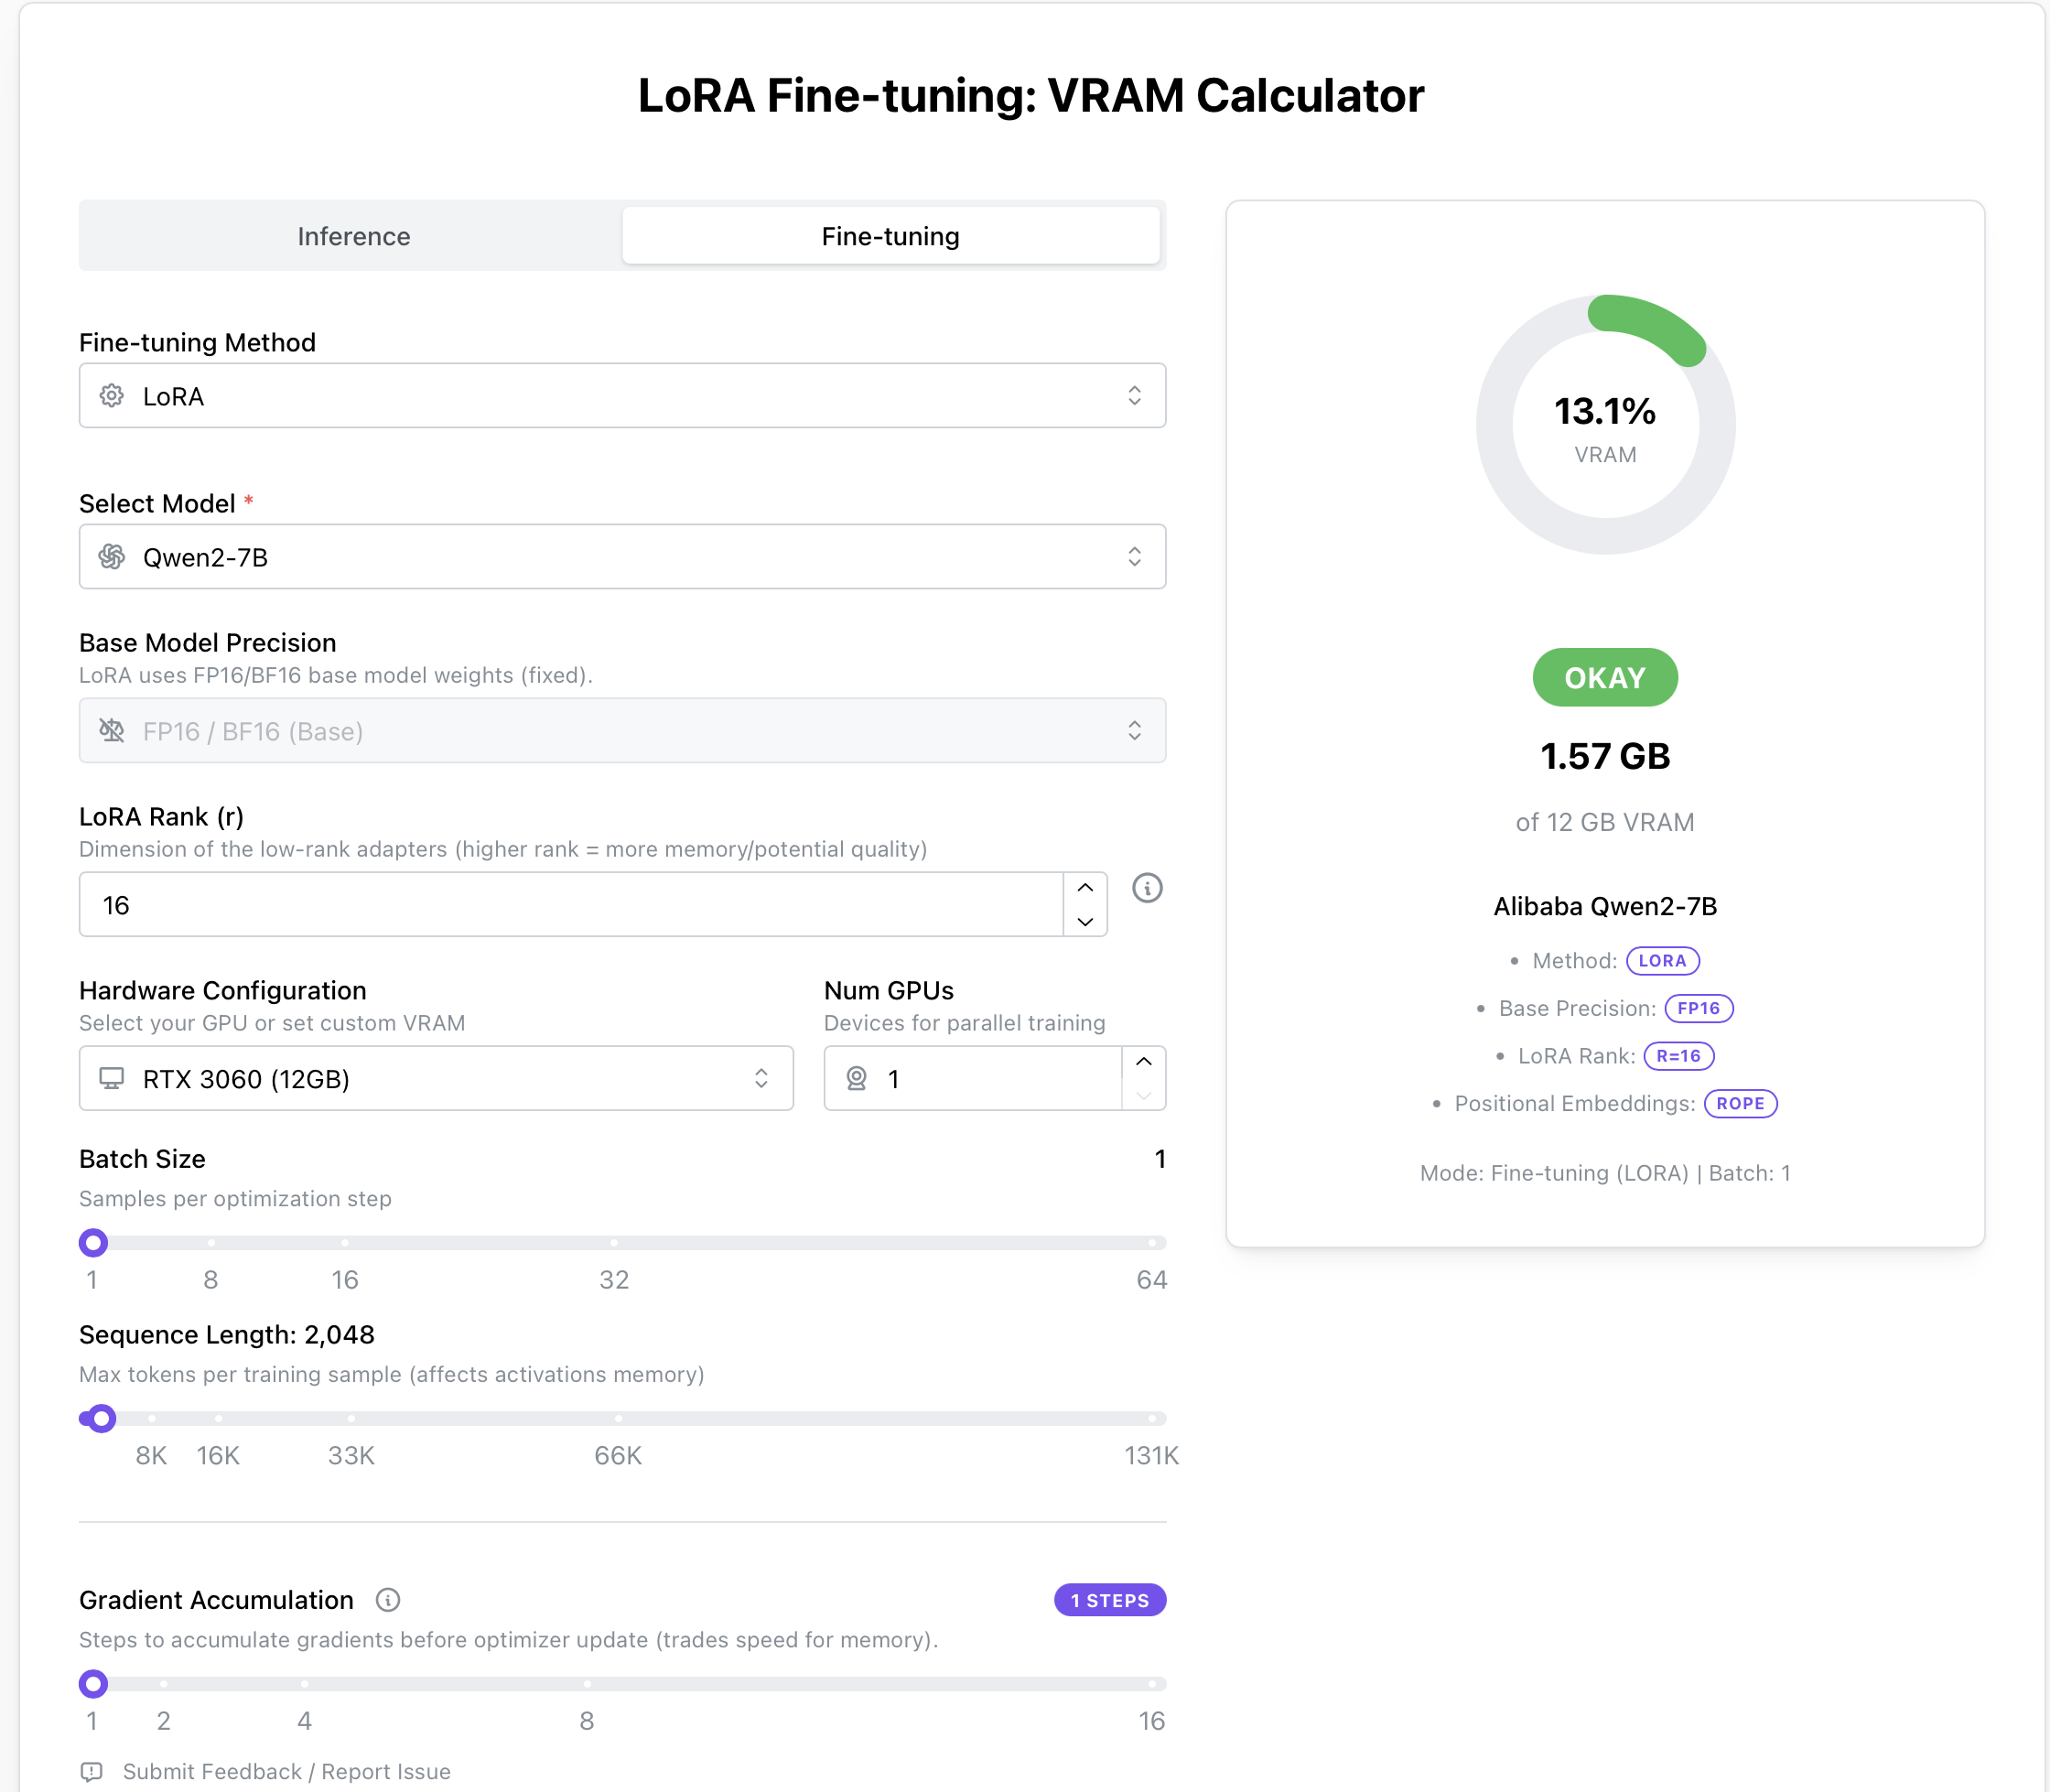 LoRA Fine-tuning: VRAM Calculator
Inference
Fine-tuning
Fine-tuning Method
LoRA
Select Model *
Qwen2-7B
Base Model Precision
LoRA uses FP16/BF16 base model weights (fixed).
FP16 / BF16 (Base)
LoRA Rank (r)
Dimension of the low-rank adapters (higher rank = more memory/potential quality)
16
Hardware Configuration
Select your GPU or set custom VRAM
RTX 3060 (12GB)
Num GPUs
Devices for parallel training
1
Batch Size
1
Samples per optimization step
1 8 16 32 64
Sequence Length: 2,048
Max tokens per training sample (affects activations memory)
8K 16K 33K 66K 131K
Gradient Accumulation
1 STEPS
Steps to accumulate gradients before optimizer update (trades speed for memory).
1 2 4 8 16
Submit Feedback / Report Issue
13.1%
VRAM
OKAY
1.57 GB
of 12 GB VRAM
Alibaba Qwen2-7B
• Method: LORA
• Base Precision: FP16
• LoRA Rank: R=16
• Positional Embeddings: ROPE
Mode: Fine-tuning (LORA) | Batch: 1